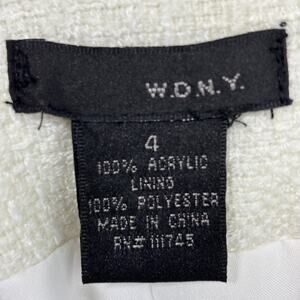 W.D.N.Y.
4
100% ACRYLIC
LINING
100% POLYESTER
MADE IN CHINA
RN# 111745